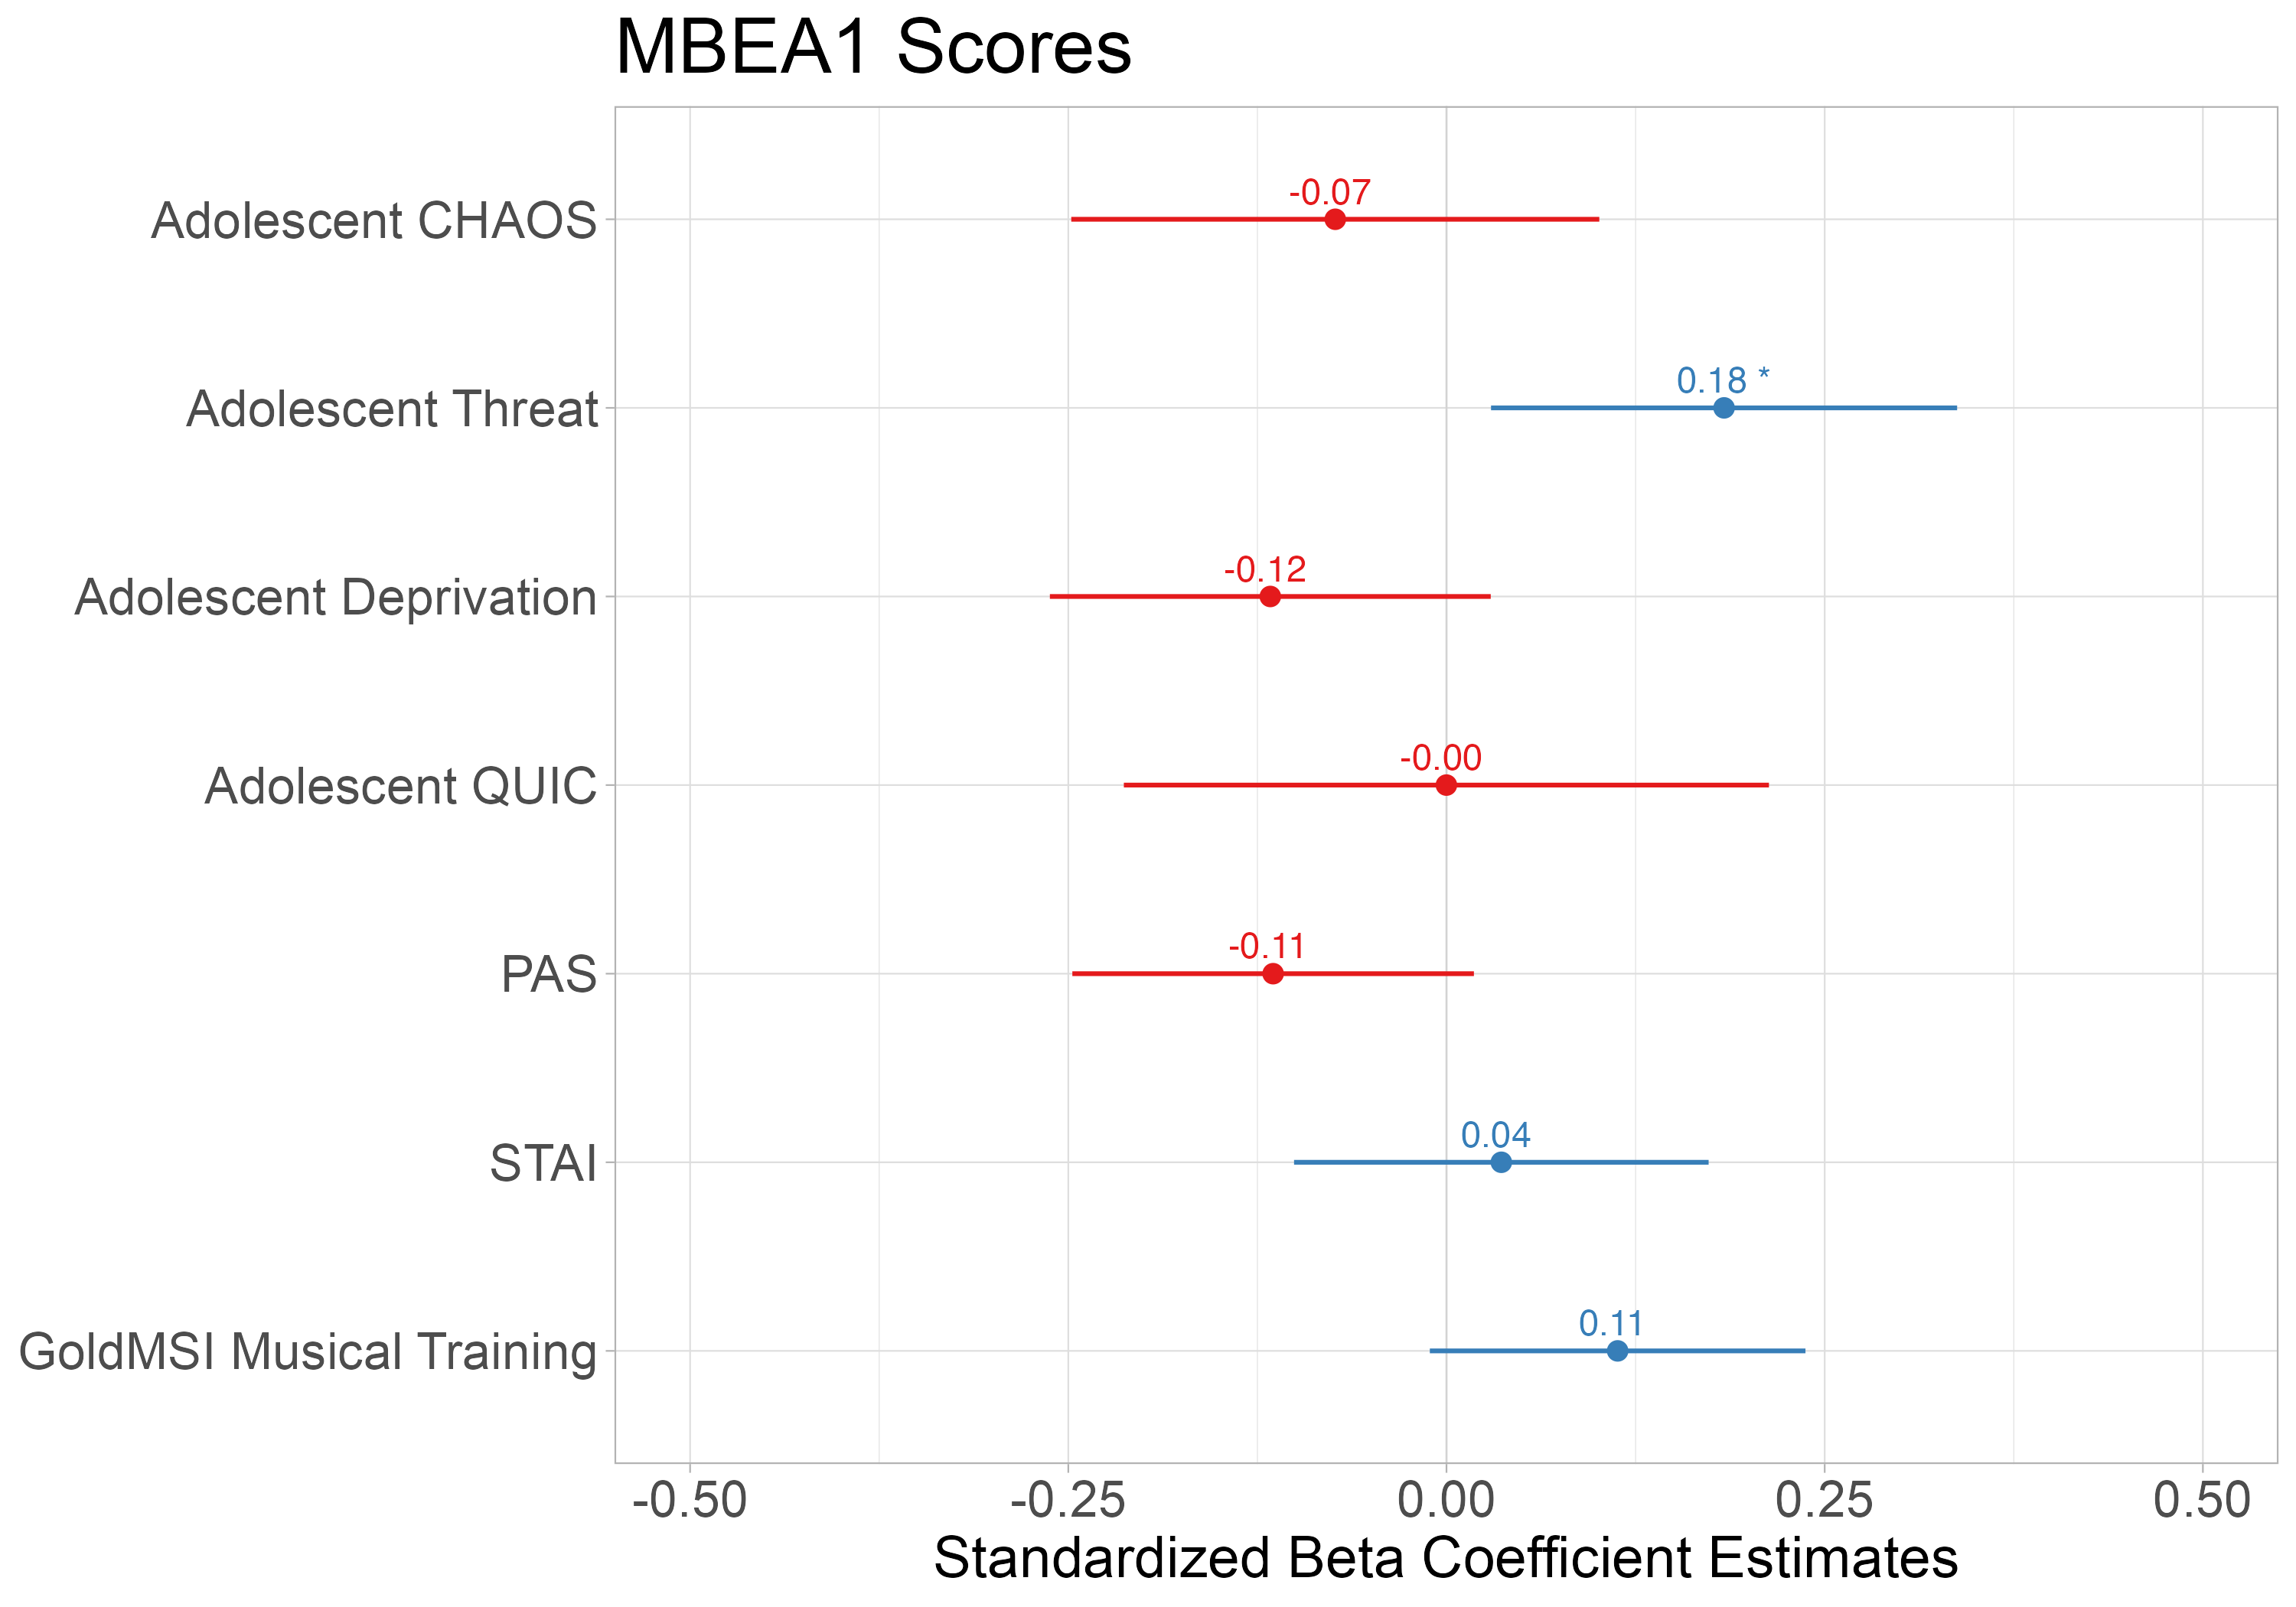 MBEA1 Scores
Adolescent CHAOS
-0.07
Adolescent Threat
0.18 *
Adolescent Deprivation
-0.12
Adolescent QUIC
-0.00
PAS
-0.11
STAI
0.04
GoldMSI Musical Training
0.11
-0.50 -0.25 0.00 0.25 0.50
Standardized Beta Coefficient Estimates